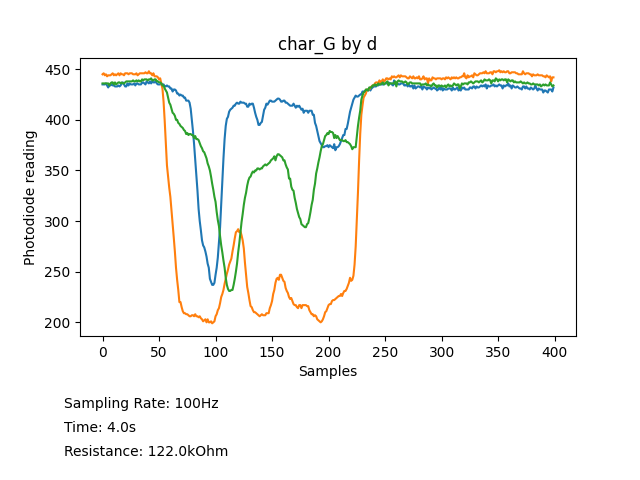 char_G by d
450
400
350
300
250
200
Photodiode reading
0 50 100 150 200 250 300 350 400
Samples
Sampling Rate: 100Hz
Time: 4.0s
Resistance: 122.0kOhm